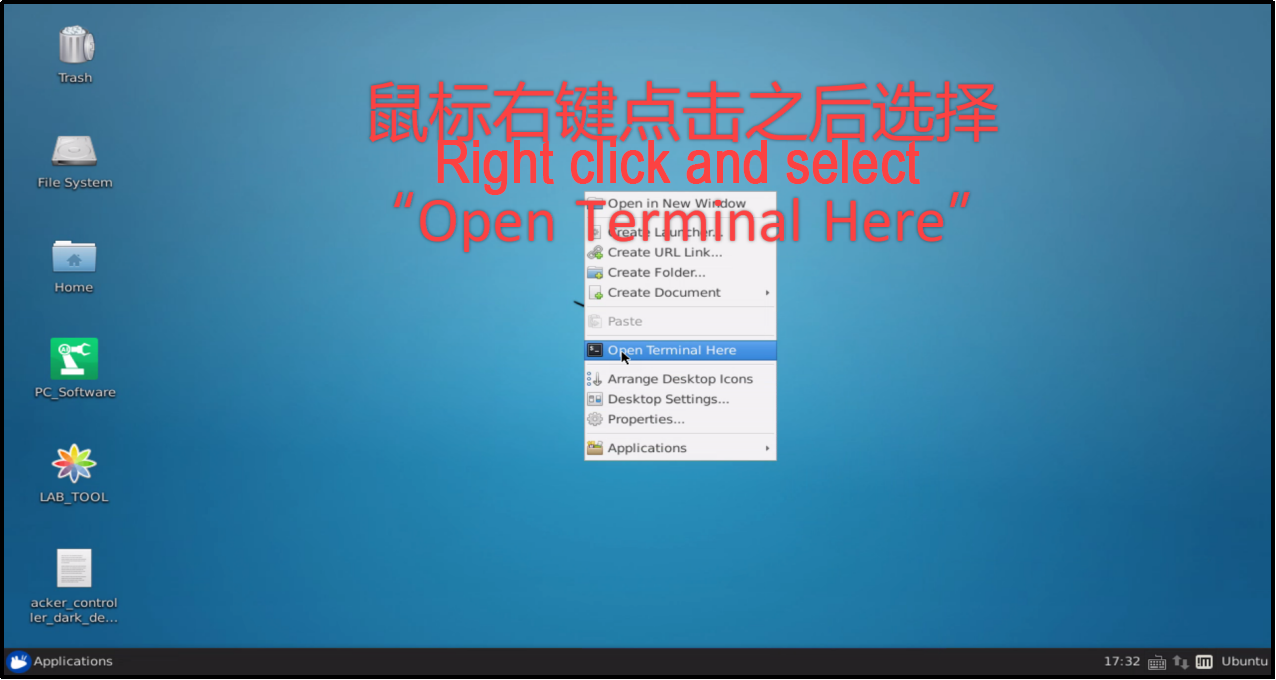 Trash
File System
Home
PC_Software
LAB_TOOL
acker_control
ler_dark_de...
鼠标右键点击之后选择
Right click and select
“Open Terminal Here”
Open in New Window
Create Launcher...
Create URL Link...
Create Folder...
Create Document
Paste
Open Terminal Here
Arrange Desktop Icons
Desktop Settings...
Properties...
Applications
Applications
17:32 Ubuntu